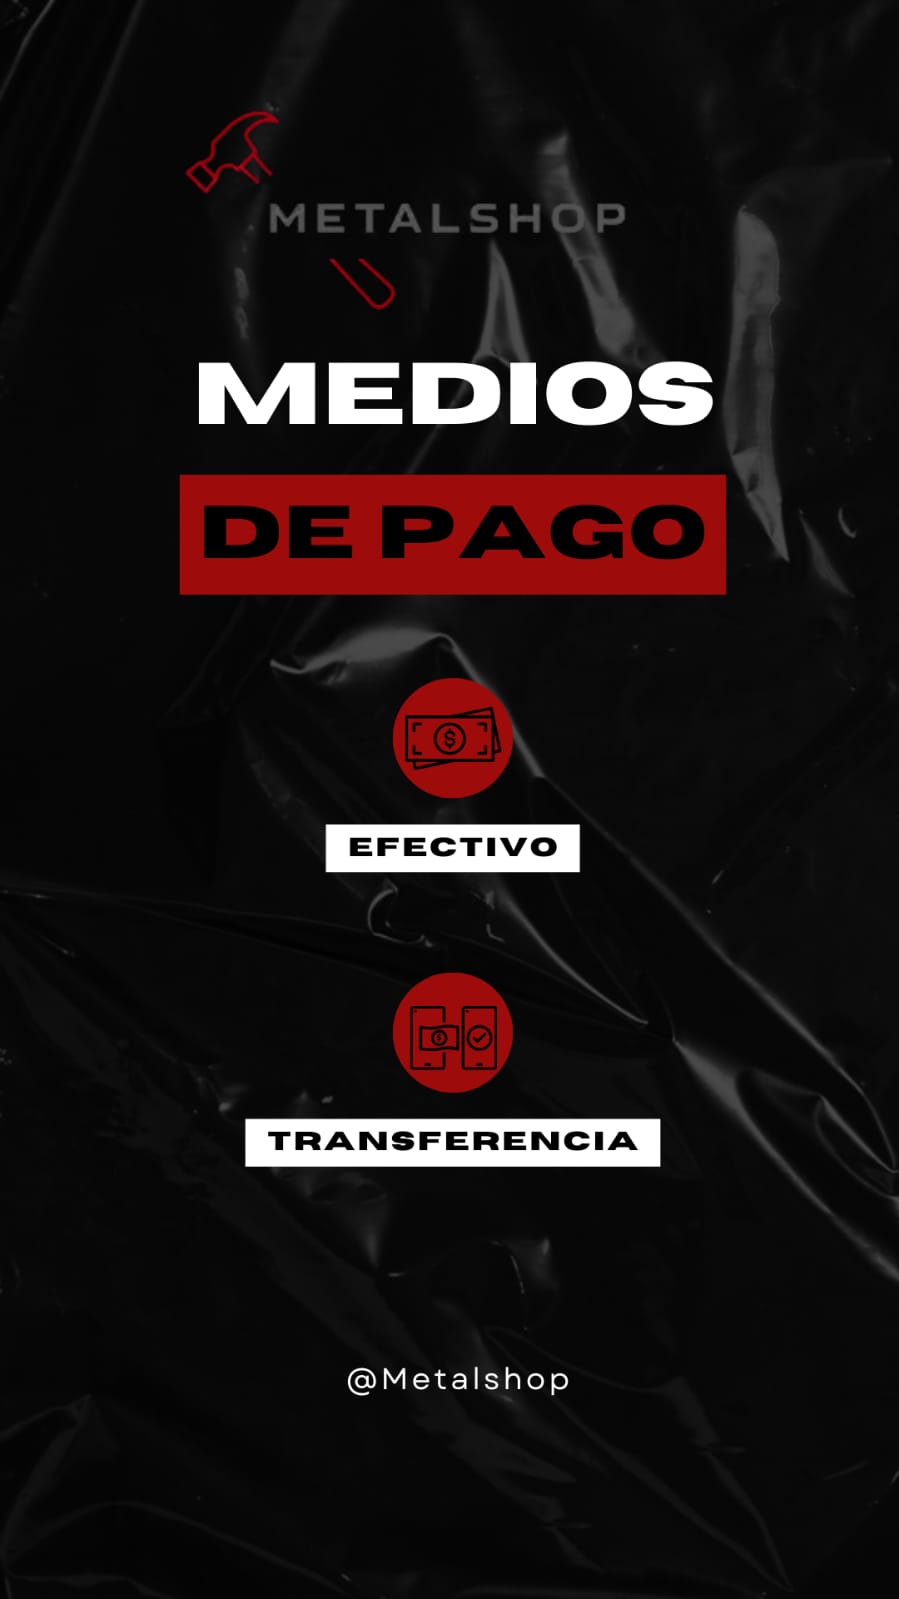 METALSHOP
MEDIOS
DE PAGO
EFECTIVO
TRANSFERENCIA
@Metalshop